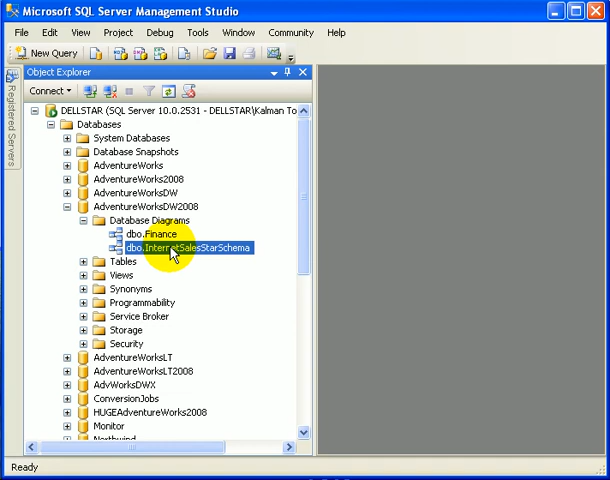 Microsoft SQL Server Management Studio
File Edit View Project Debug Tools Window Community Help
New Query
Registered Servers
Object Explorer
Connect
DELLSTAR (SQL Server 10.0.2531 - DELLSTAR\Kalman To
Databases
System Databases
Database Snapshots
AdventureWorks
AdventureWorks2008
AdventureWorksDW
AdventureWorksDW2008
Database Diagrams
dbo.Finance
dbo.InternetSalesStarSchema
Tables
Views
Synonyms
Programmability
Service Broker
Storage
Security
AdventureWorksLT
AdventureWorksLT2008
AdvWorksDWX
ConversionJobs
HUGEAdventureWorks2008
Monitor
Northwind
Ready